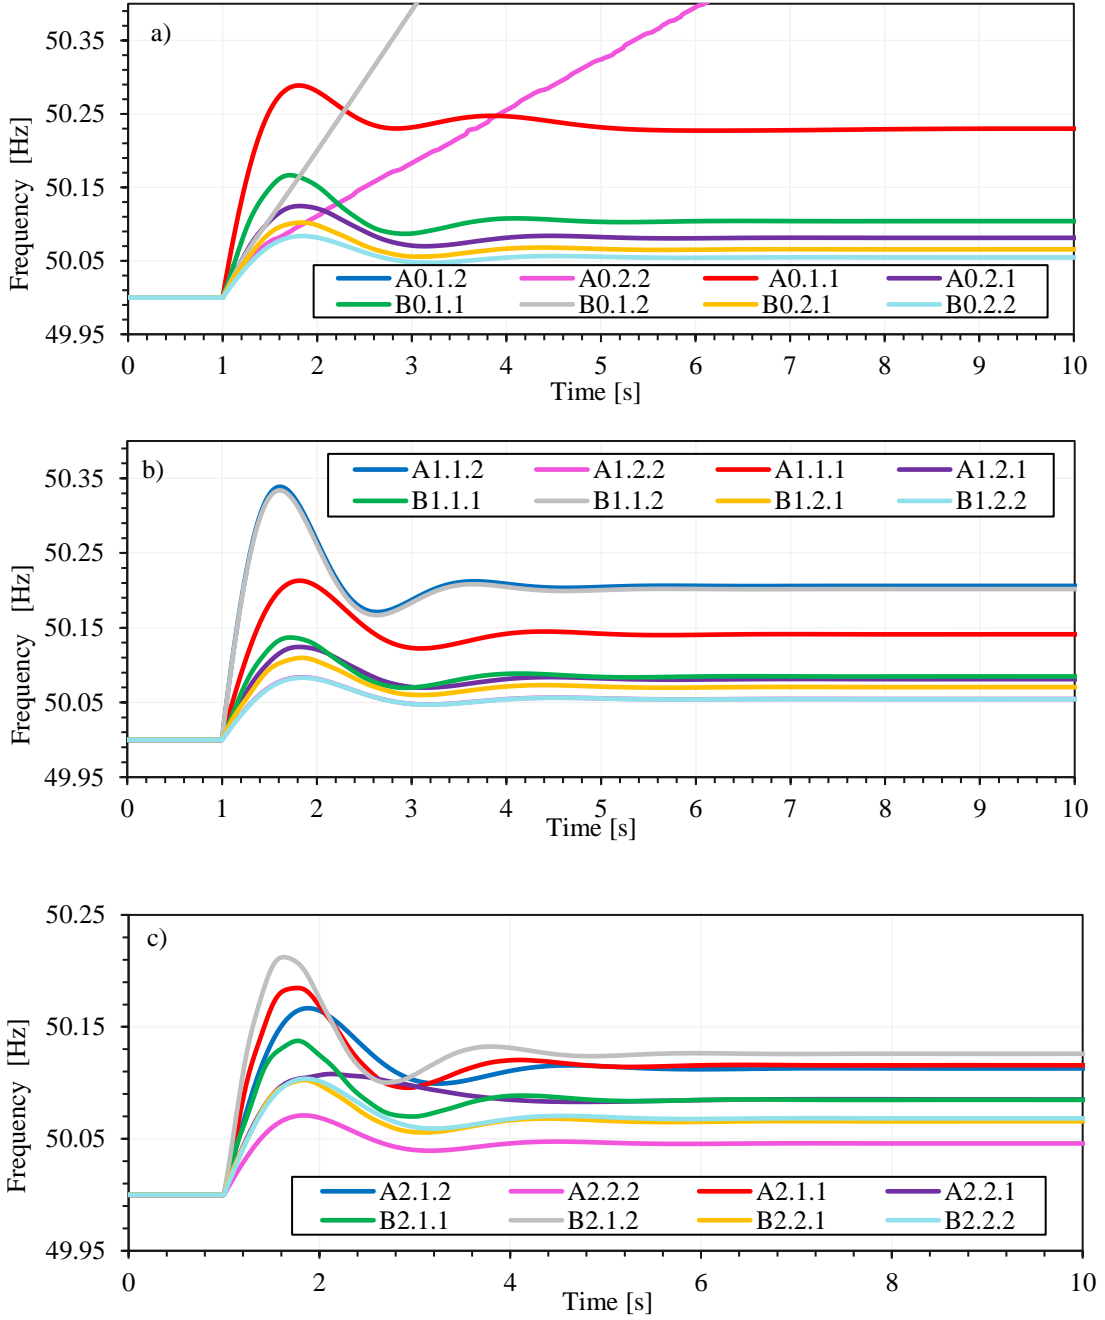 a)
50.35
50.25
50.15
50.05
49.95
Frequency [Hz]
A0.1.2 A0.2.2 A0.1.1 A0.2.1
B0.1.1 B0.1.2 B0.2.1 B0.2.2
0 1 2 3 4 5 6 7 8 9 10
Time [s]
b)
50.35
50.25
50.15
50.05
49.95
Frequency [Hz]
A1.1.2 A1.2.2 A1.1.1 A1.2.1
B1.1.1 B1.1.2 B1.2.1 B1.2.2
0 1 2 3 4 5 6 7 8 9 10
Time [s]
c)
50.25
50.15
50.05
49.95
Frequency [Hz]
A2.1.2 A2.2.2 A2.1.1 A2.2.1
B2.1.1 B2.1.2 B2.2.1 B2.2.2
0 2 4 6 8 10
Time [s]